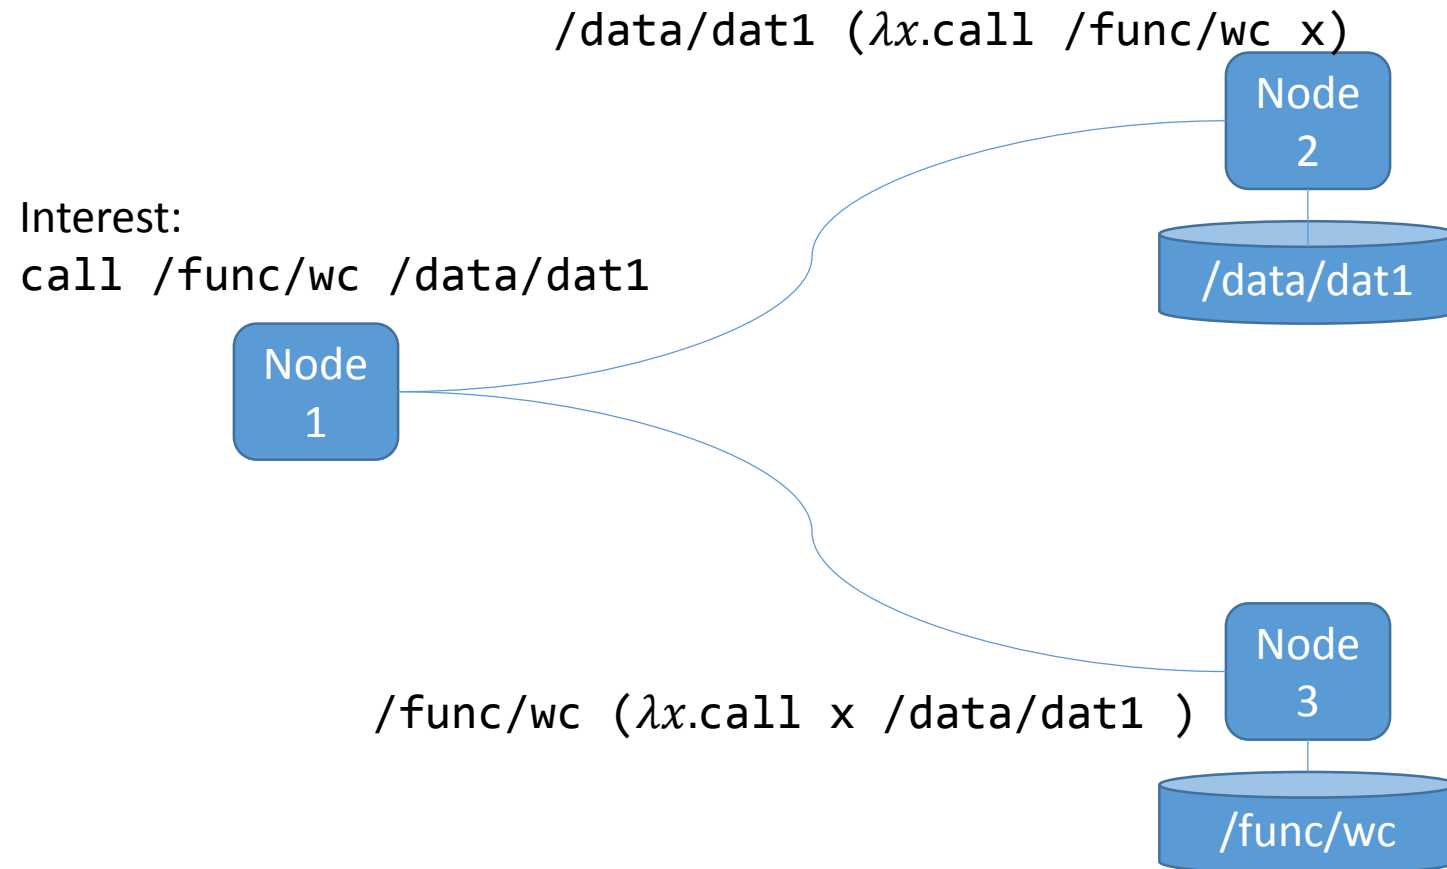 /data/dat1 (λx.call /func/wc x)
Node
2
/data/dat1
Interest:
call /func/wc /data/dat1
Node
1
Node
3
/func/wc (λx.call x /data/dat1 )
/func/wc